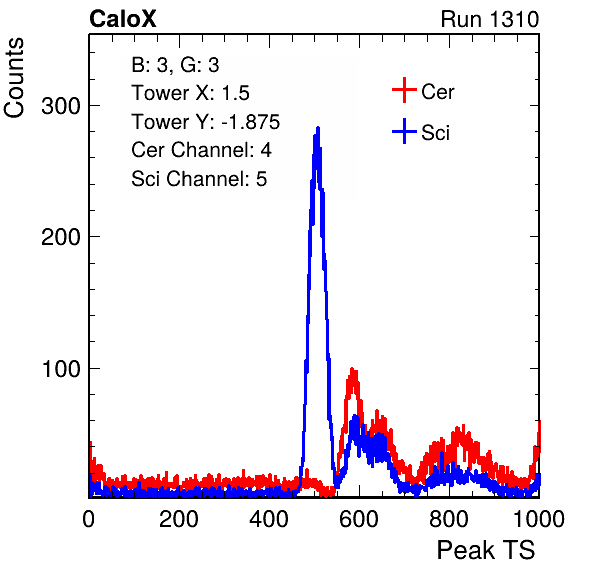 CaloX Run 1310
Counts
B: 3, G: 3
Tower X: 1.5
Tower Y: -1.875
Cer Channel: 4
Sci Channel: 5
Cer
Sci
300
200
100
0 200 400 600 800 1000
Peak TS